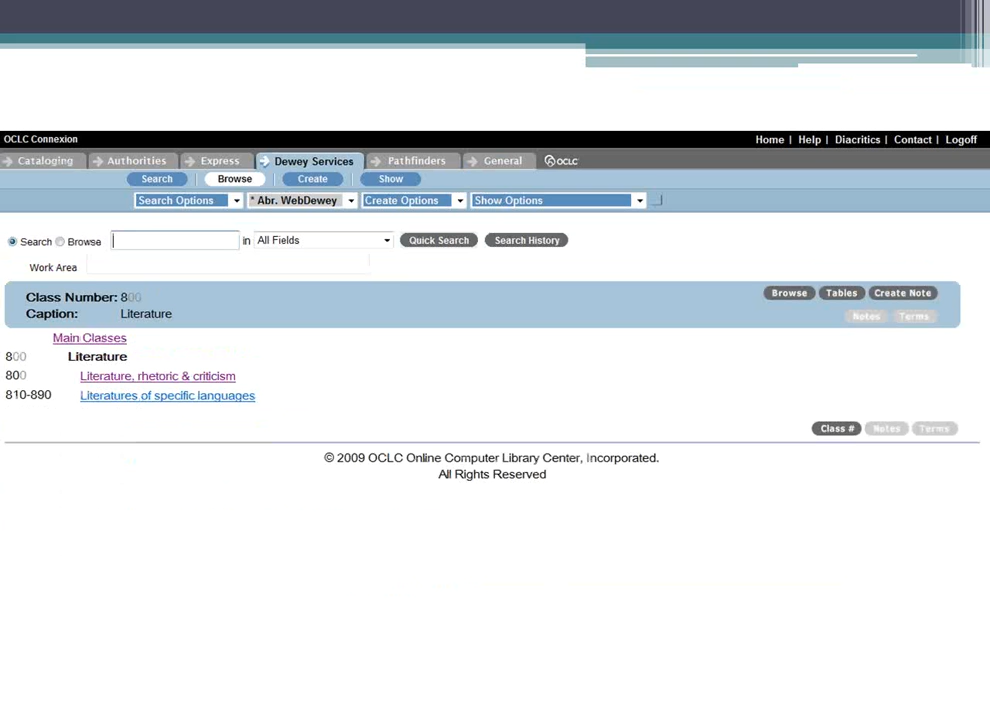 OCLC Connexion Home | Help | Diacritics | Contact | Logoff
Cataloging Authorities Express Dewey Services Pathfinders General OCLC
Search Browse Create Show
Search Options * Abr. WebDewey Create Options Show Options
Search Browse in All Fields Quick Search Search History
Work Area
Class Number: 800 Browse Tables Create Note
Caption: Literature Notes Terms
Main Classes
800 Literature
800 Literature, rhetoric & criticism
810-890 Literatures of specific languages
Class # Notes Terms
© 2009 OCLC Online Computer Library Center, Incorporated.
All Rights Reserved